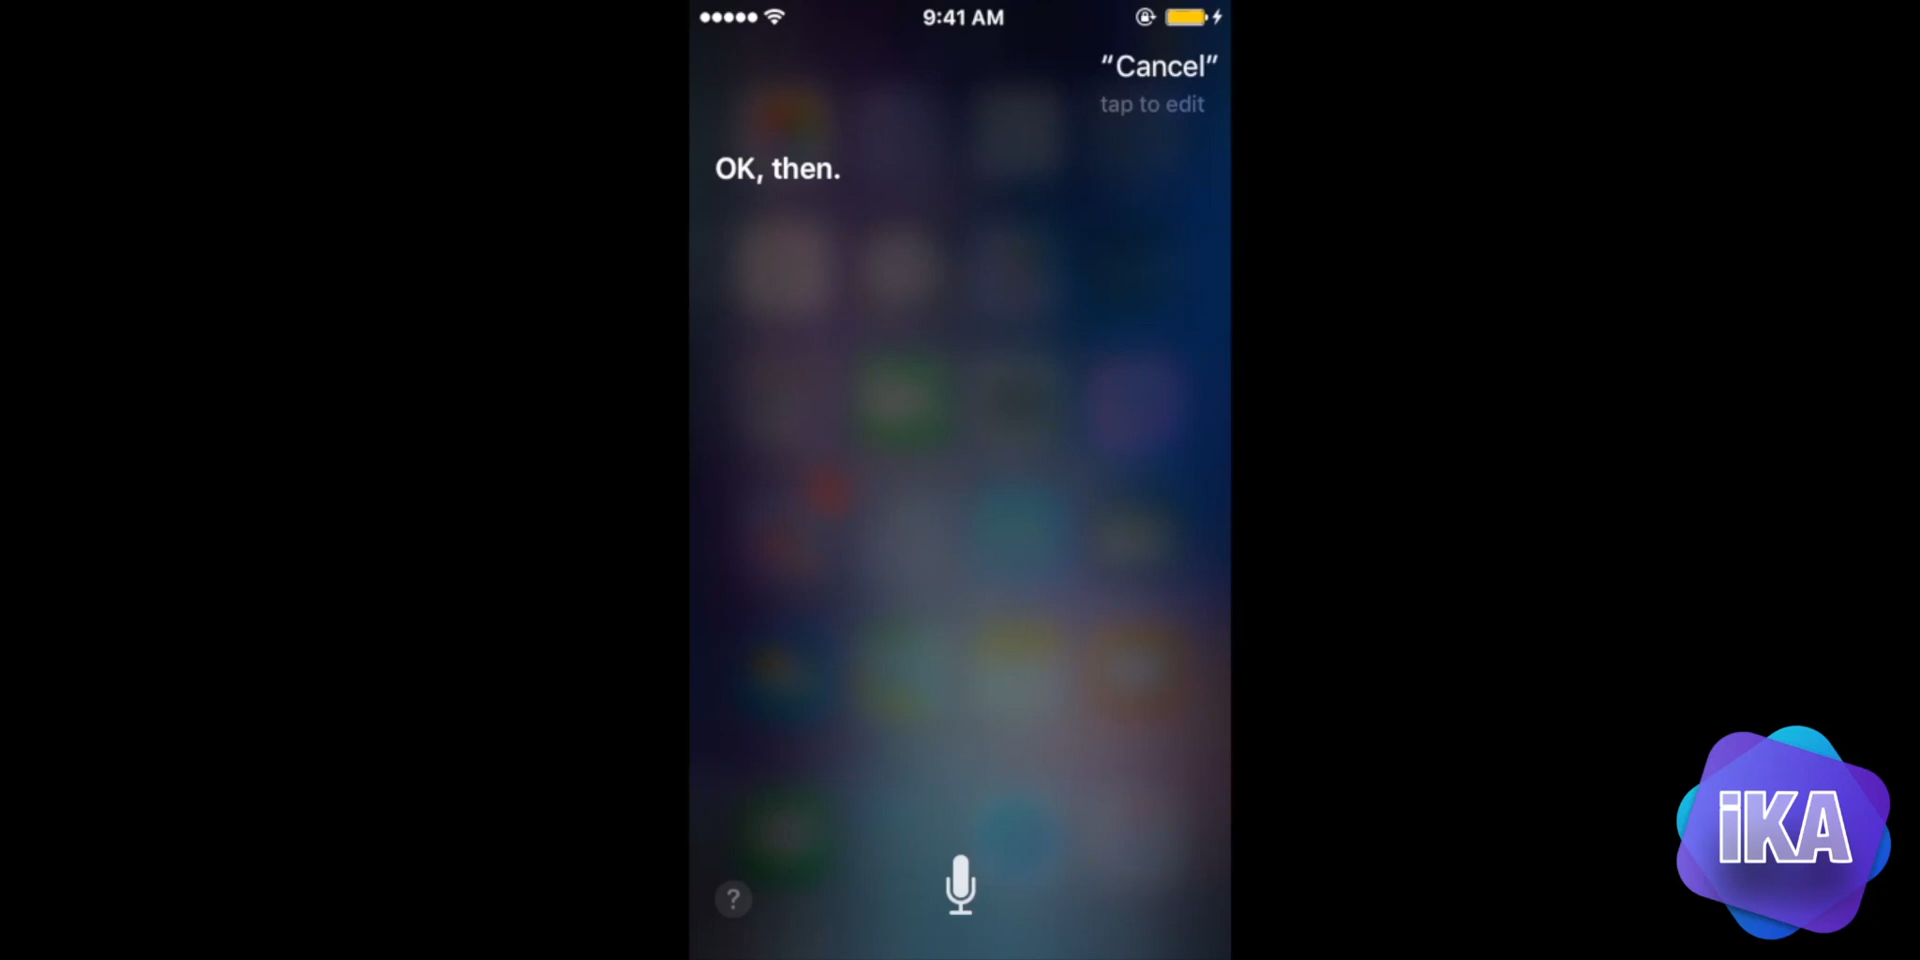 9:41 AM
“Cancel”
tap to edit
OK, then.
?
iKA